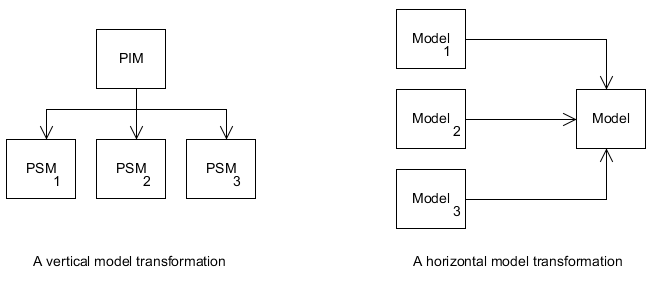 PIM
PSM
1
PSM
2
PSM
3
A vertical model transformation
Model
1
Model
2
Model
3
Model
A horizontal model transformation